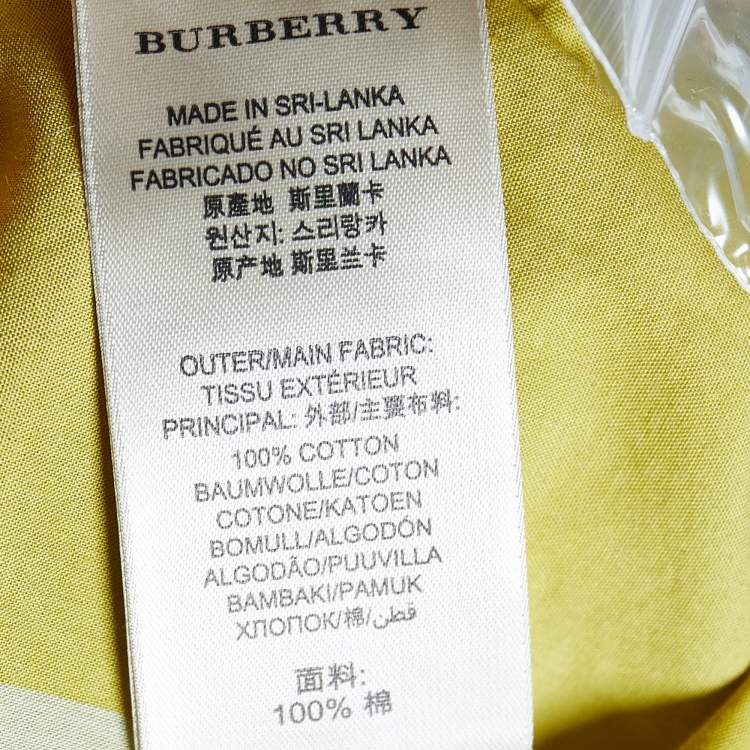 BURBERRY
MADE IN SRI-LANKA
FABRIQUÉ AU SRI LANKA
FABRICADO NO SRI LANKA
原產地 斯里蘭卡
원산지: 스리랑카
原产地 斯里兰卡
OUTER/MAIN FABRIC:
TISSU EXTÉRIEUR
PRINCIPAL: 外部/主要布料:
100% COTTON
BAUMWOLLE/COTON
COTONE/KATOEN
BOMULL/ALGODÓN
ALGODÃO/PUUVILLA
BAMBAKI/PAMUK
ХЛОПОК/棉/قطن
面料:
100% 棉